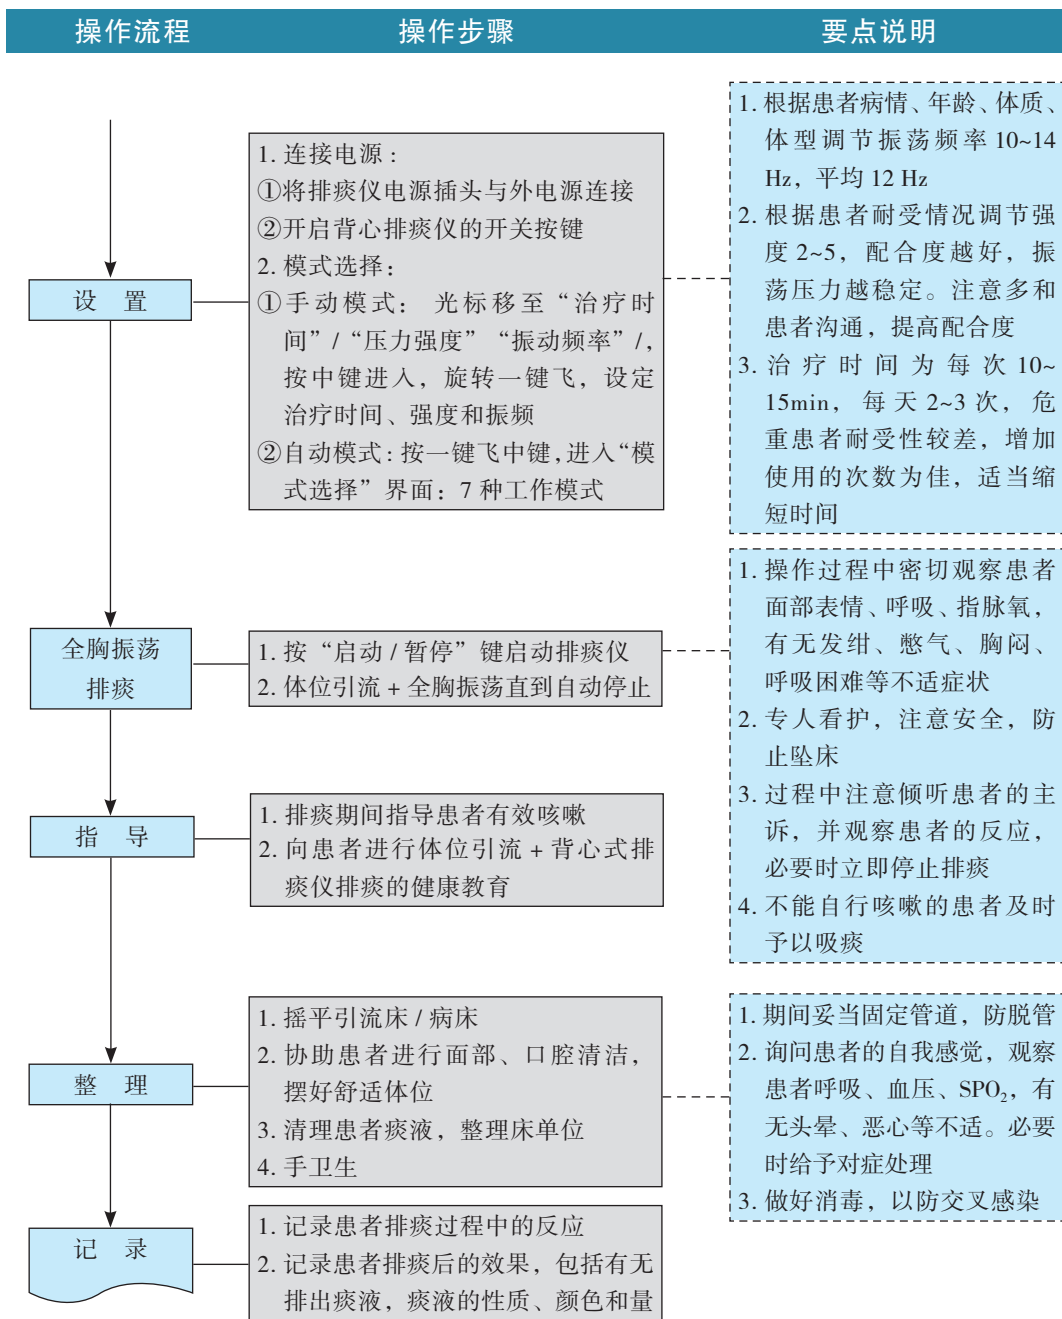 操作流程 操作步骤 要点说明
设 置
1. 连接电源：
①将排痰仪电源插头与外电源连接
②开启背心排痰仪的开关按键
2. 模式选择：
①手动模式： 光标移至“治疗时
间”/“压力强度”“振动频率”/，
按中键进入，旋转一键飞，设定
治疗时间、强度和振频
②自动模式：按一键飞中键，进入“模
式选择”界面：7 种工作模式
1. 根据患者病情、年龄、体质、
体型调节振荡频率 10~14
Hz，平均 12 Hz
2. 根据患者耐受情况调节强
度 2~5，配合度越好，振
荡压力越稳定。注意多和
患者沟通，提高配合度
3. 治疗时间为每次 10~
15min，每天 2~3 次，危
重患者耐受性较差，增加
使用的次数为佳，适当缩
短时间
全胸振荡
排痰
1. 按“启动 / 暂停”键启动排痰仪
2. 体位引流 + 全胸振荡直到自动停止
1. 操作过程中密切观察患者
面部表情、呼吸、指脉氧，
有无发绀、憋气、胸闷、
呼吸困难等不适症状
2. 专人看护，注意安全，防
止坠床
3. 过程中注意倾听患者的主
诉，并观察患者的反应，
必要时立即停止排痰
4. 不能自行咳嗽的患者及时
予以吸痰
指 导
1. 排痰期间指导患者有效咳嗽
2. 向患者进行体位引流 + 背心式排
痰仪排痰的健康教育
整 理
1. 摇平引流床 / 病床
2. 协助患者进行面部、口腔清洁，
摆好舒适体位
3. 清理患者痰液，整理床单位
4. 手卫生
1. 期间妥当固定管道，防脱管
2. 询问患者的自我感觉，观察
患者呼吸、血压、SPO₂，有
无头晕、恶心等不适。必要
时给予对症处理
3. 做好消毒，以防交叉感染
记 录
1. 记录患者排痰过程中的反应
2. 记录患者排痰后的效果，包括有无
排出痰液，痰液的性质、颜色和量